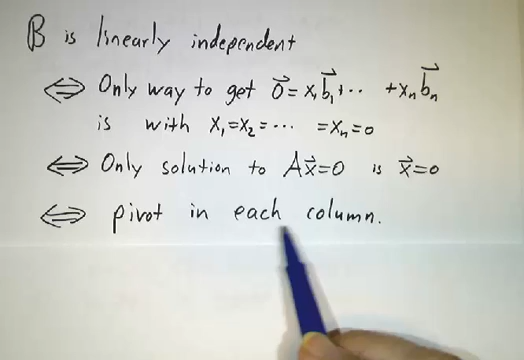 B is linearly independent
⟺ Only way to get 0⃗ = x₁b⃗₁ + ⋯ + xₙb⃗ₙ
is with x₁=x₂= ⋯ =xₙ=0
⟺ Only solution to Ax⃗=0 is x⃗=0
⟺ pivot in each column.